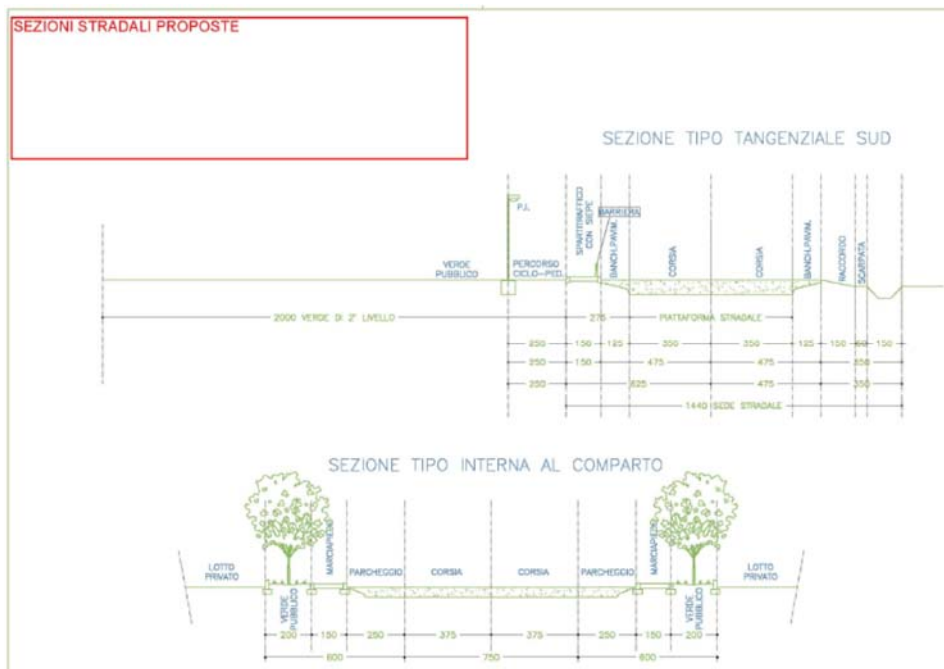 SEZIONI STRADALI PROPOSTE
SEZIONE TIPO TANGENZIALE SUD
P.I.
SPARTITRAFFICO
CON SIEPE
BARRIERA
VERDE
PUBBLICO
PERCORSO
CICLO-PED.
BANCH.PAVIM.
CORSIA
CORSIA
BANCH.PAVIM.
RACCORDO
SCARPATA
2000 VERDE DI 2° LIVELLO
275
PIATTAFORMA STRADALE
250 150 125 350 350 125 150 150
250 150 475 475 350
250 625 475 350
1440 SEDE STRADALE
SEZIONE TIPO INTERNA AL COMPARTO
LOTTO
PRIVATO
MARCIAPIEDE
PARCHEGGIO
CORSIA
CORSIA
PARCHEGGIO
MARCIAPIEDE
LOTTO
PRIVATO
VERDE
PUBBLICO
VERDE
PUBBLICO
200 150 250 375 375 250 150 200
600 750 600